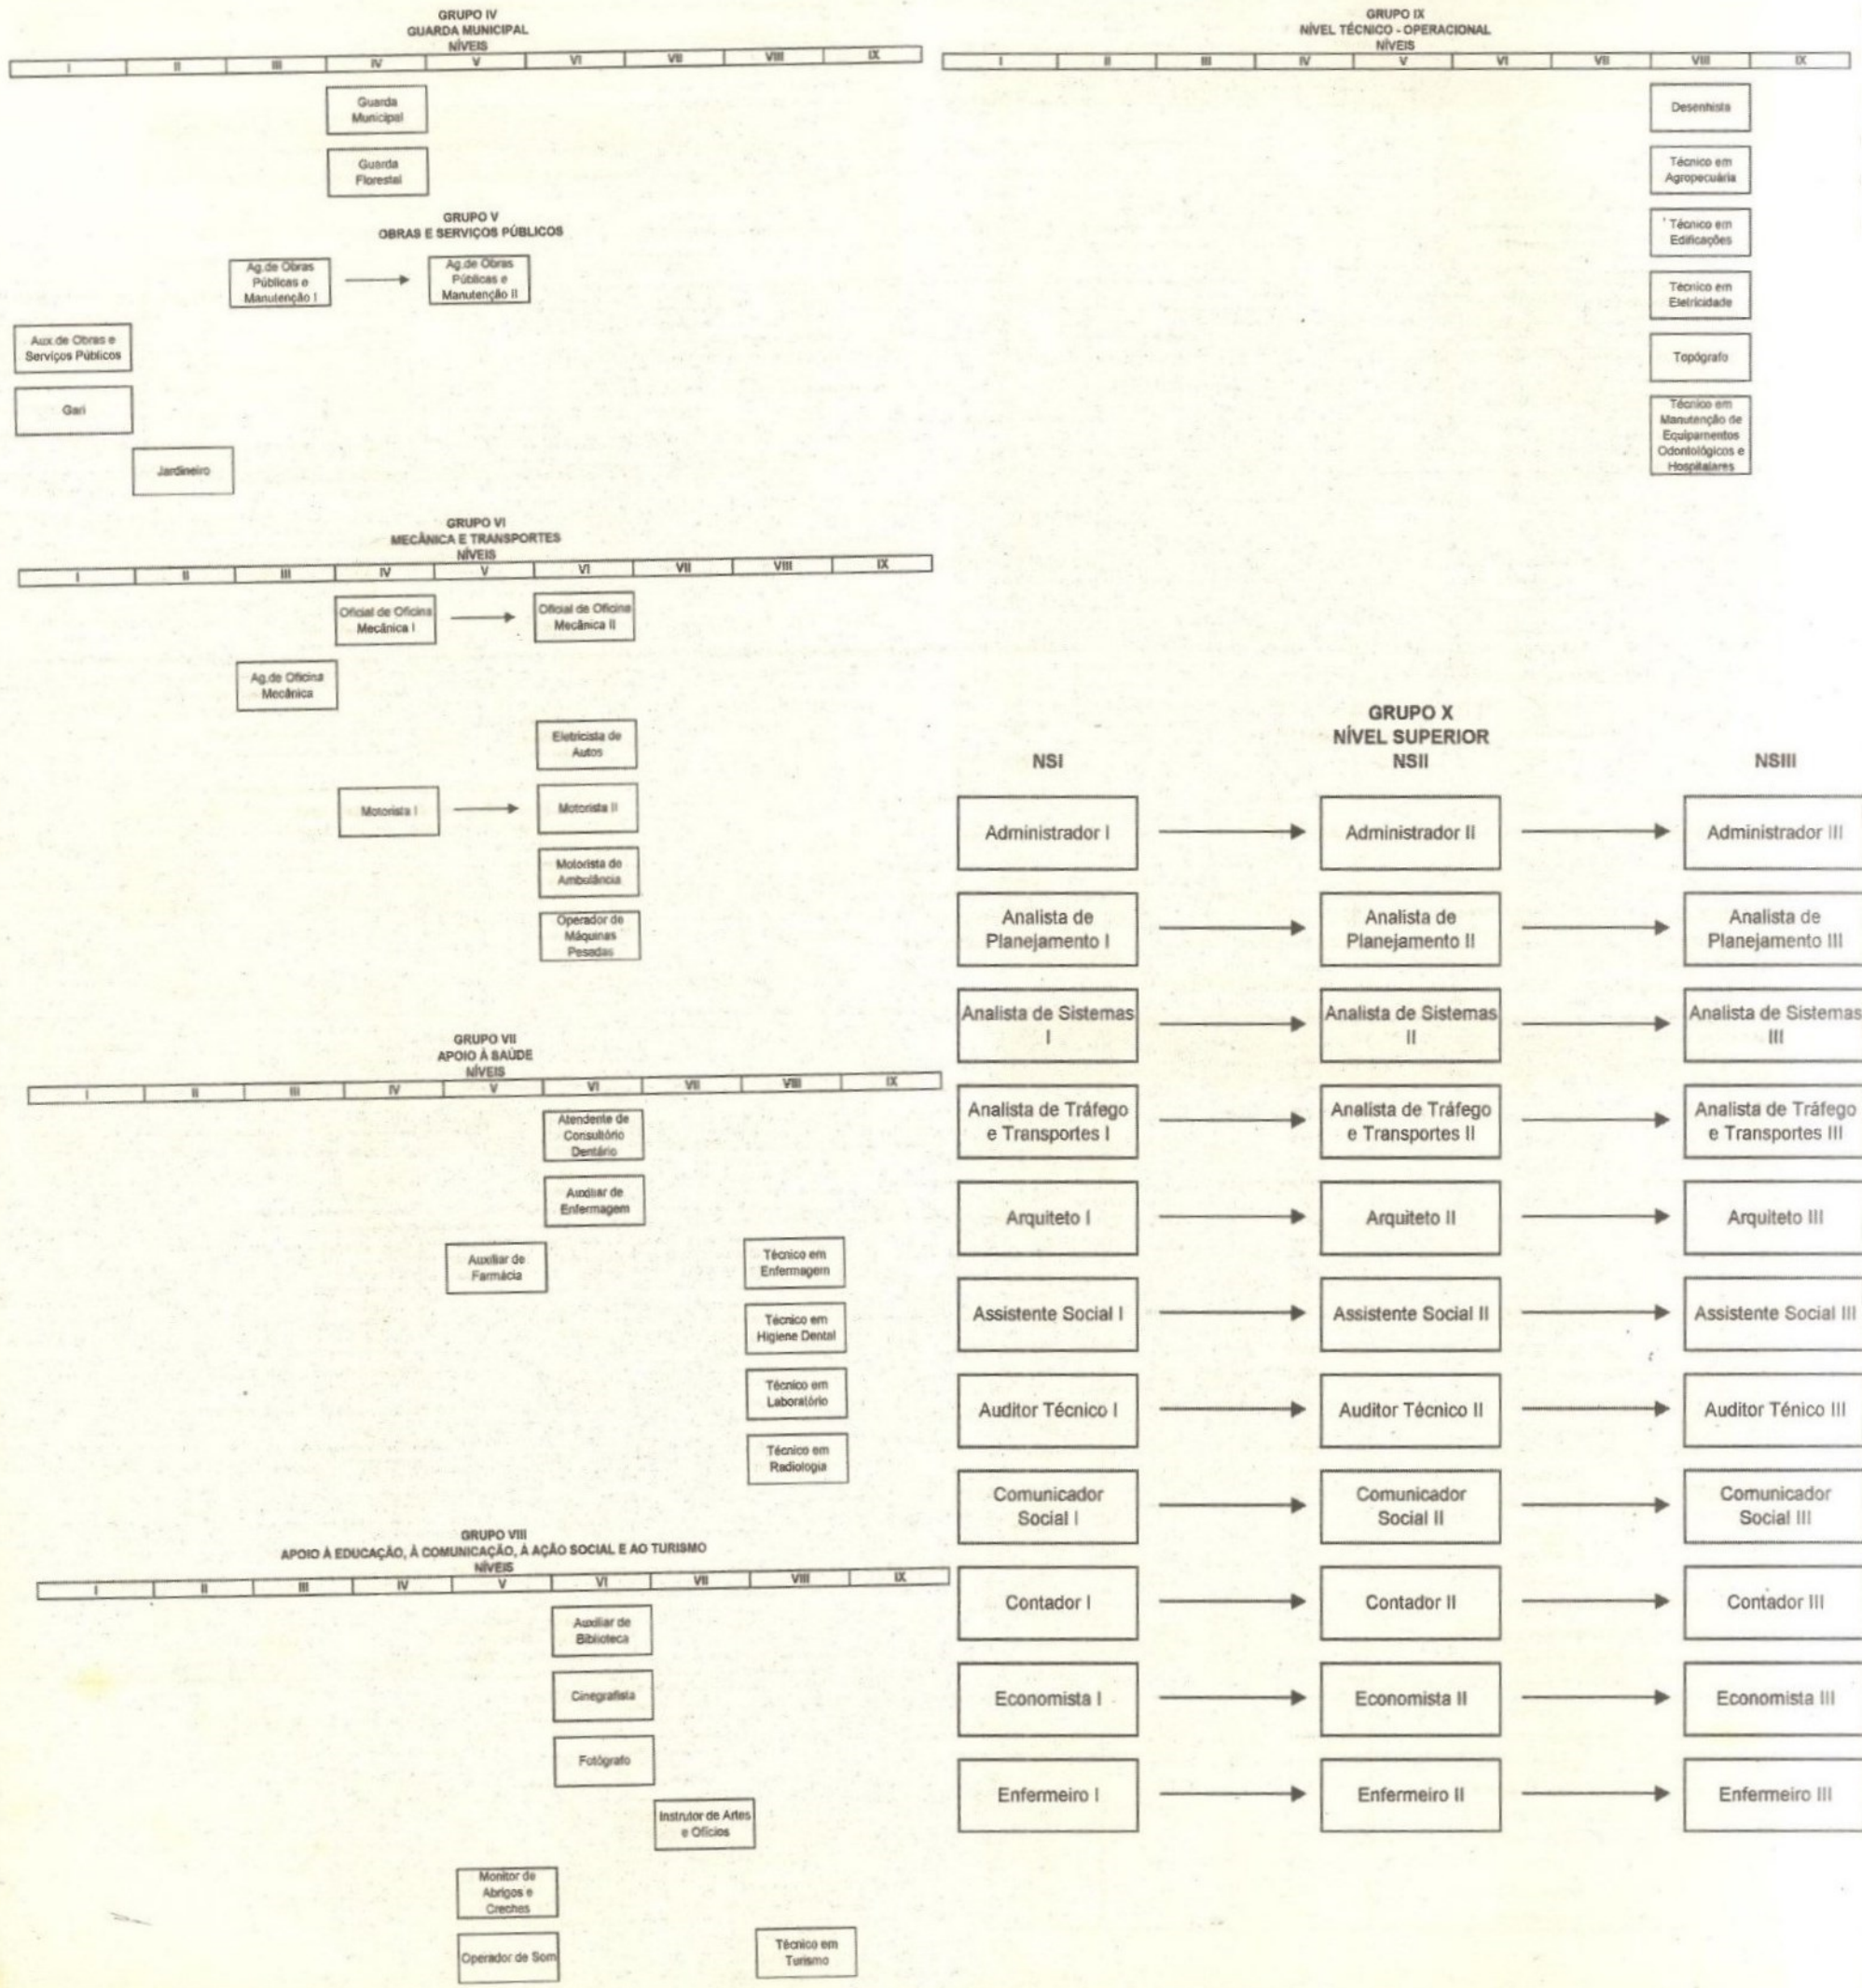 GRUPO IV
GUARDA MUNICIPAL
NÍVEIS
I II III IV V VI VII VIII IX
Guarda
Municipal
Guarda
Florestal
GRUPO V
OBRAS E SERVIÇOS PÚBLICOS
Ag.de Obras
Públicas e
Manutenção I
Ag.de Obras
Públicas e
Manutenção II
Aux.de Obras e
Serviços Públicos
Gari
Jardineiro
GRUPO VI
MECÂNICA E TRANSPORTES
NÍVEIS
I II III IV V VI VII VIII IX
Oficial de Oficina
Mecânica I
Oficial de Oficina
Mecânica II
Ag.de Oficina
Mecânica
Eletricista de
Autos
Motorista I
Motorista II
Motorista de
Ambulância
Operador de
Máquinas
Pesadas
GRUPO VII
APOIO À SAÚDE
NÍVEIS
I II III IV V VI VII VIII IX
Atendente de
Consultório
Dentário
Auxiliar de
Enfermagem
Auxiliar de
Farmácia
Técnico em
Enfermagem
Técnico em
Higiene Dental
Técnico em
Laboratório
Técnico em
Radiologia
GRUPO VIII
APOIO À EDUCAÇÃO, À COMUNICAÇÃO, À AÇÃO SOCIAL E AO TURISMO
NÍVEIS
I II III IV V VI VII VIII IX
Auxiliar de
Biblioteca
Cinegrafista
Fotógrafo
Instrutor de Artes
e Ofícios
Monitor de
Abrigos e
Creches
Operador de Som
Técnico em
Turismo
GRUPO IX
NÍVEL TÉCNICO - OPERACIONAL
NÍVEIS
I II III IV V VI VII VIII IX
Desenhista
Técnico em
Agropecuária
Técnico em
Edificações
Técnico em
Eletricidade
Topógrafo
Técnico em
Manutenção de
Equipamentos
Odontológicos e
Hospitalares
GRUPO X
NÍVEL SUPERIOR
NSI NSII NSIII
Administrador I
Administrador II
Administrador III
Analista de
Planejamento I
Analista de
Planejamento II
Analista de
Planejamento III
Analista de Sistemas
I
Analista de Sistemas
II
Analista de Sistemas
III
Analista de Tráfego
e Transportes I
Analista de Tráfego
e Transportes II
Analista de Tráfego
e Transportes III
Arquiteto I
Arquiteto II
Arquiteto III
Assistente Social I
Assistente Social II
Assistente Social III
Auditor Técnico I
Auditor Técnico II
Auditor Ténico III
Comunicador
Social I
Comunicador
Social II
Comunicador
Social III
Contador I
Contador II
Contador III
Economista I
Economista II
Economista III
Enfermeiro I
Enfermeiro II
Enfermeiro III